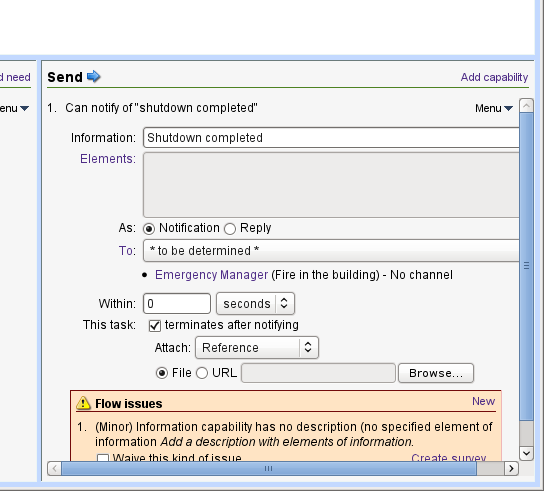 d need
Send
Add capability
enu
1. Can notify of "shutdown completed"
Menu
Information: Shutdown completed
Elements:
As: Notification Reply
To: * to be determined *
• Emergency Manager (Fire in the building) - No channel
Within: 0 seconds
This task: terminates after notifying
Attach: Reference
File URL Browse...
Flow issues New
1. (Minor) Information capability has no description (no specified element of
information Add a description with elements of information.
Waive this kind of issue Create survey